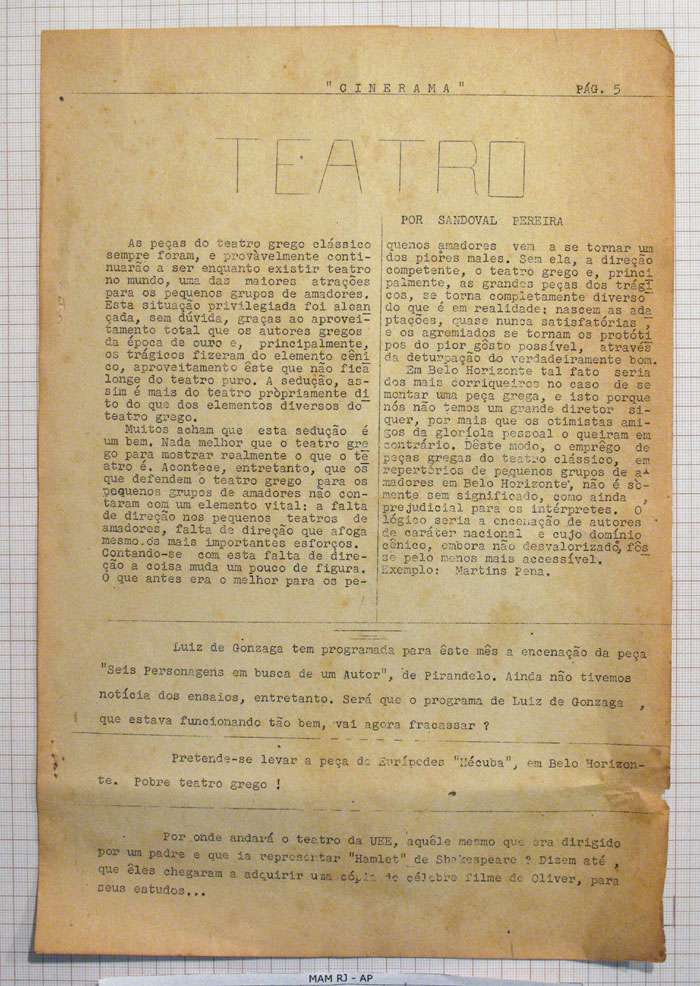 "CINERAMA"
PÁG. 5
TEATRO
POR SANDOVAL PEREIRA
As peças do teatro grego clássico
sempre foram, e provàvelmente conti-
nuarão a ser enquanto existir teatro
no mundo, uma das maiores atrações
para os pequenos grupos de amadores.
Esta situação privilegiada foi alcan
çada, sem dúvida, graças ao aprovei-
tamento total que os autores gregos
da época de ouro e, principalmente,
os trágicos fizeram do elemento cêni
co, aproveitamento êste que não fica
longe do teatro puro. A sedução, as-
sim é mais do teatro pròpriamente di
to do que dos elementos diversos do
teatro grego.
Muitos acham que esta sedução é
um bem. Nada melhor que o teatro gre
go para mostrar realmente o que o te
atro é. Acontece, entretanto, que os
que defendem o teatro grego para os
pequenos grupos de amadores não con-
taram com um elemento vital: a falta
de direção nos pequenos teatros de
amadores, falta de direção que afoga
mesmo os mais importantes esforços.
Contando-se com esta falta de dire-
ção a coisa muda um pouco de figura.
O que antes era o melhor para os pe-
quenos amadores vem a se tornar um
dos piores males. Sem ela, a direção
competente, o teatro grego e, princi
palmente, as grandes peças dos trági
cos, se torna completamente diverso
do que é em realidade: nascem as ada
ptações, quase nunca satisfatórias ,
e os agremiados se tornam os protóti
pos do pior gôsto possível, através
da deturpação do verdadeiramente bom.
Em Belo Horizonte tal fato seria
dos mais corriqueiros no caso de se
montar uma peça grega, e isto porque
nós não temos um grande diretor si-
quer, por mais que os otimistas ami-
gos da gloríola pessoal o queiram em
contrário. Dêste modo, o emprêgo de
peças gregas do teatro clássico, em
repertórios de pequenos grupos de a-
madores em Belo Horizonte, não é sò-
mente sem significado, como ainda ,
prejudicial para os intérpretes. O
lógico seria a encenação de autores
de caráter nacional e cujo domínio
cênico, embora não desvalorizado, fôs
se pelo menos mais accessível.
Exemplo: Martins Pena.
Luiz de Gonzaga tem programada para êste mês a encenação da peça
"Seis Personagens em busca de um Autor", de Pirandelo. Ainda não tivemos
notícia dos ensaios, entretanto. Será que o programa de Luiz de Gonzaga ,
que estava funcionando tão bem, vai agora fracassar ?
Pretende-se levar a peça de Eurípedes "Hécuba", em Belo Horizon-
te. Pobre teatro grego !
Por onde andará o teatro da UEE, aquêle mesmo que era dirigido
por um padre e que ia representar "Hamlet" de Shakespeare ? Dizem até ,
que êles chegaram a adquirir uma cópia do célebre filme de Oliver, para
seus estudos...
MAM RJ - AP